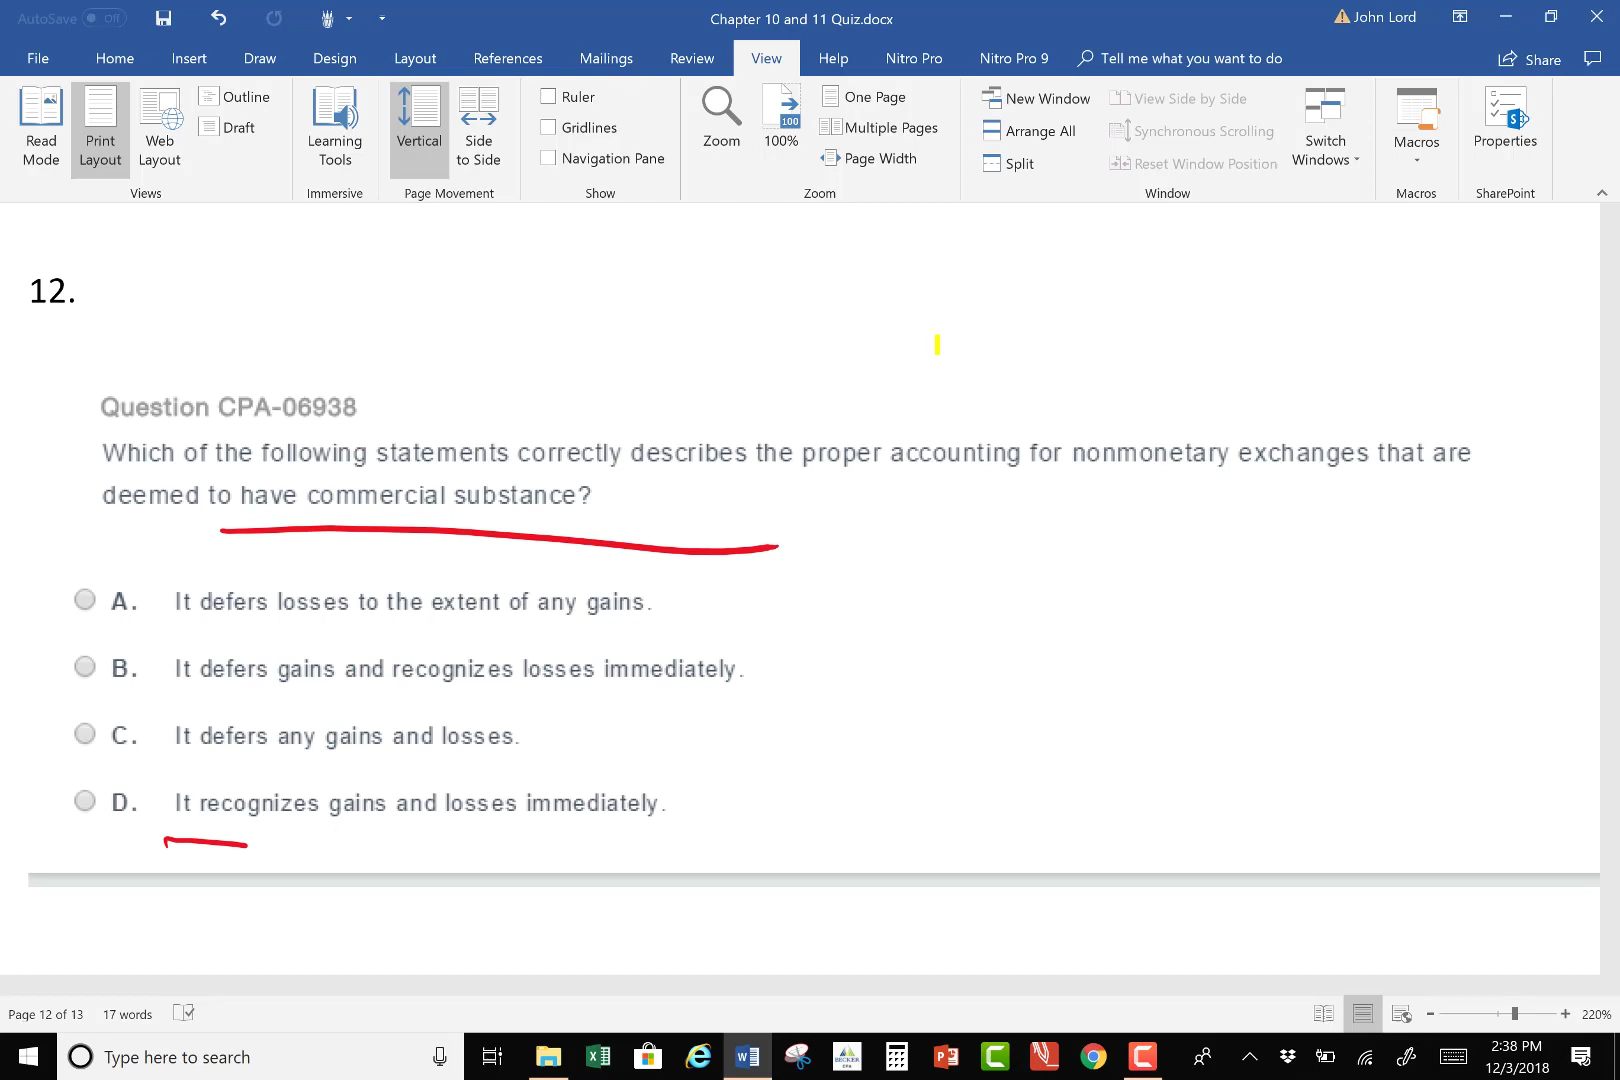 AutoSave Off
Chapter 10 and 11 Quiz.docx
John Lord
File Home Insert Draw Design Layout References Mailings Review View Help Nitro Pro Nitro Pro 9 Tell me what you want to do Share
Read Mode
Print Layout
Web Layout
Outline
Draft
Views
Learning Tools
Immersive
Vertical
Side to Side
Page Movement
Ruler
Gridlines
Navigation Pane
Show
Zoom
100
100%
One Page
Multiple Pages
Page Width
Zoom
New Window
Arrange All
Split
View Side by Side
Synchronous Scrolling
Reset Window Position
Switch Windows
Window
Macros
Macros
Properties
SharePoint
12.
Question CPA-06938
Which of the following statements correctly describes the proper accounting for nonmonetary exchanges that are
deemed to have commercial substance?
A. It defers losses to the extent of any gains.
B. It defers gains and recognizes losses immediately.
C. It defers any gains and losses.
D. It recognizes gains and losses immediately.
Page 12 of 13 17 words 220%
Type here to search
BECKER
2:38 PM
12/3/2018